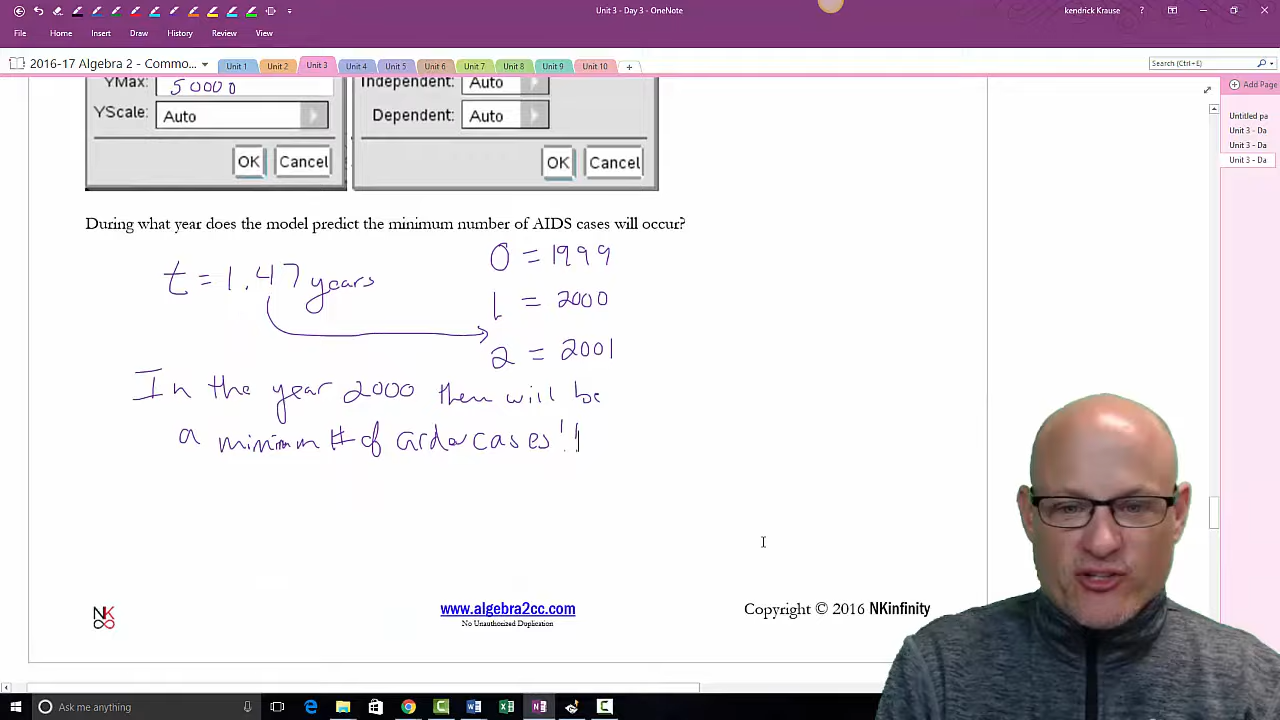 Unit 3 - Day 3 - OneNote
kendrick Krause
File Home Insert Draw History Review View
2016-17 Algebra 2 - Commo... Unit 1 Unit 2 Unit 3 Unit 4 Unit 5 Unit 6 Unit 7 Unit 8 Unit 9 Unit 10
Search (Ctrl+E)
Add Page
Untitled pa
Unit 3 - Da
Unit 3 - Da
Unit 3 - Da
YMax: 50000
YScale: Auto
OK Cancel
Independent: Auto
Dependent: Auto
OK Cancel
During what year does the model predict the minimum number of AIDS cases will occur?
t = 1.47 years
0 = 1999
1 = 2000
2 = 2001
In the year 2000 there will be
a minimum # of cases!!
NK
www.algebra2cc.com
No Unauthorized Duplication
Copyright © 2016 NKinfinity
Ask me anything